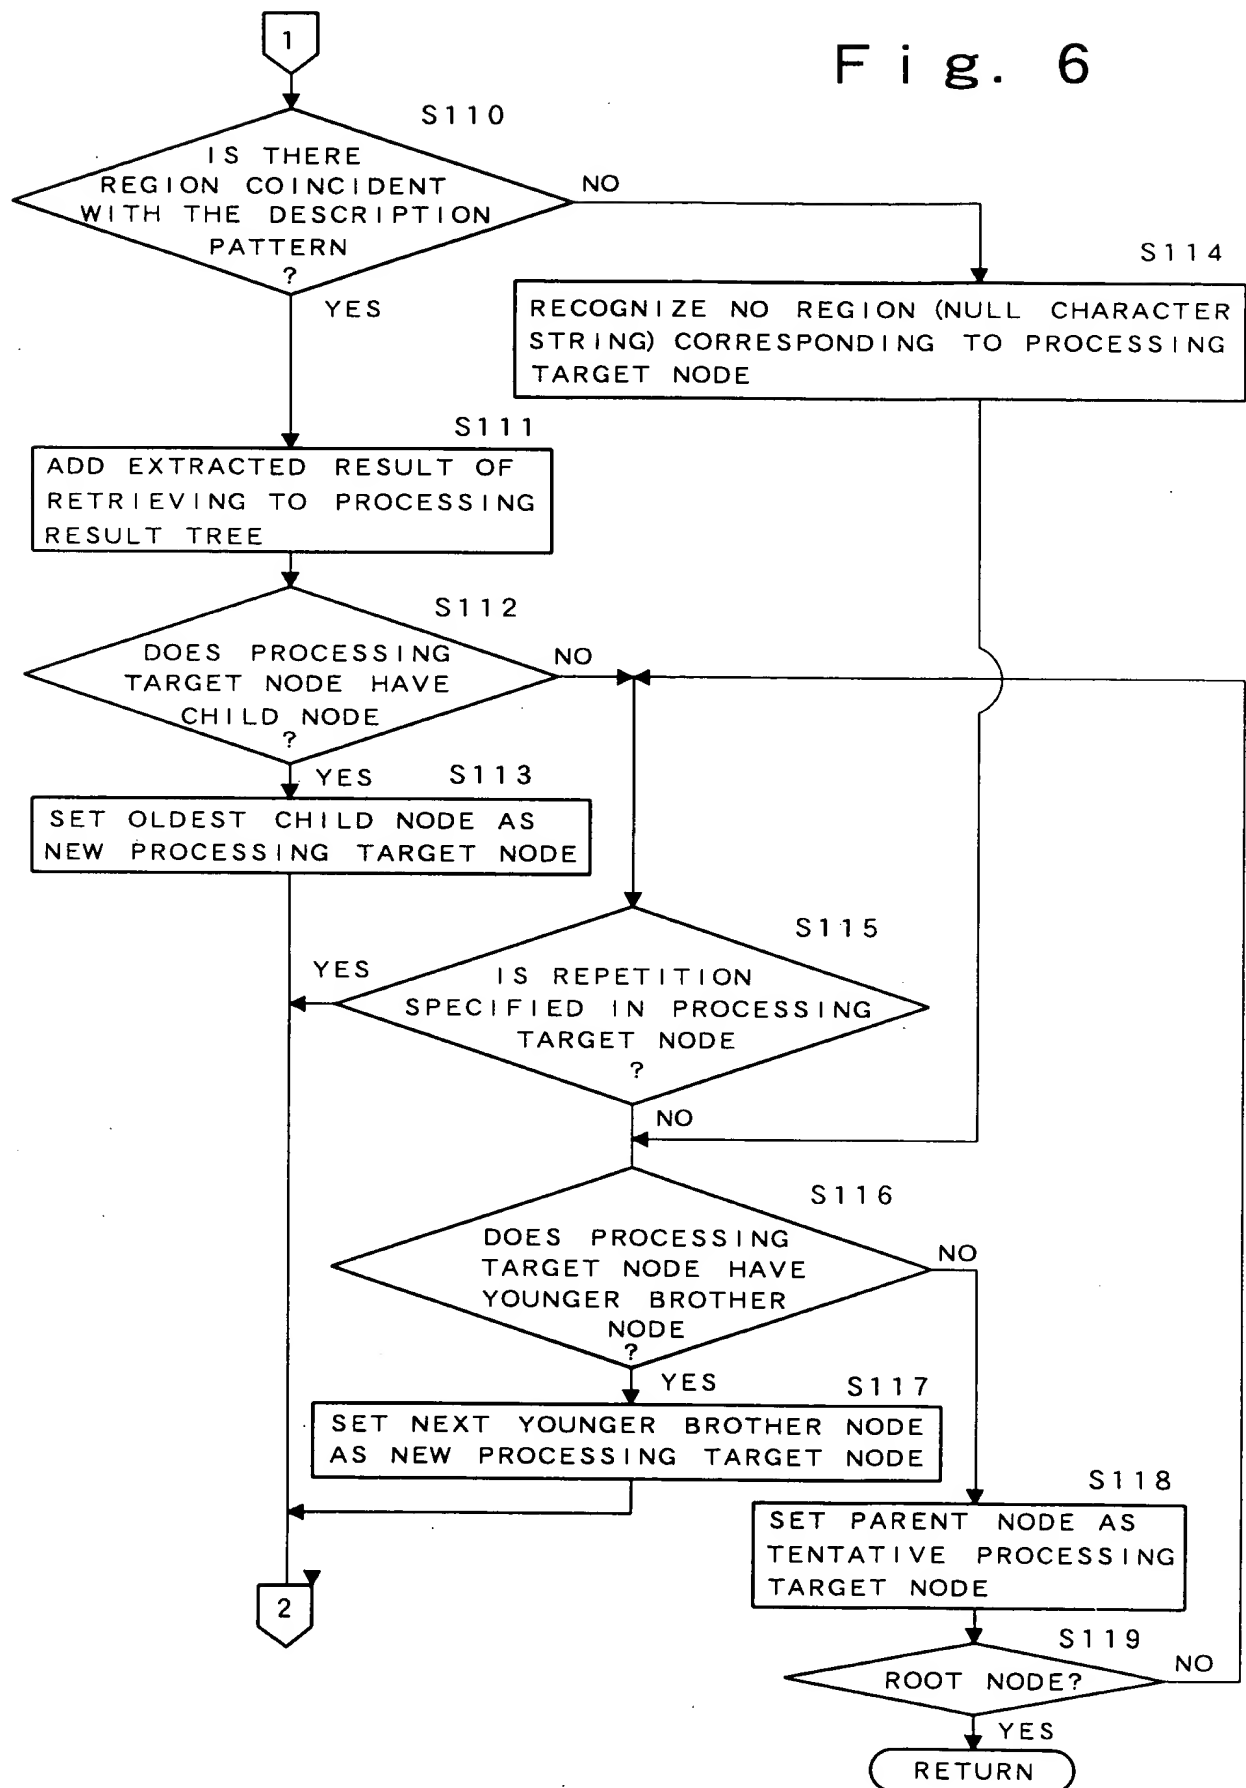 Fig. 6
1
S110
IS THERE
REGION COINCIDENT
WITH THE DESCRIPTION
PATTERN
?
NO
YES
S114
RECOGNIZE NO REGION (NULL CHARACTER
STRING) CORRESPONDING TO PROCESSING
TARGET NODE
S111
ADD EXTRACTED RESULT OF
RETRIEVING TO PROCESSING
RESULT TREE
S112
DOES PROCESSING
TARGET NODE HAVE
CHILD NODE
?
NO
YES
S113
SET OLDEST CHILD NODE AS
NEW PROCESSING TARGET NODE
S115
YES
IS REPETITION
SPECIFIED IN PROCESSING
TARGET NODE
?
NO
S116
DOES PROCESSING
TARGET NODE HAVE
YOUNGER BROTHER
NODE
?
NO
YES
S117
SET NEXT YOUNGER BROTHER NODE
AS NEW PROCESSING TARGET NODE
S118
SET PARENT NODE AS
TENTATIVE PROCESSING
TARGET NODE
2
S119
ROOT NODE?
NO
YES
RETURN